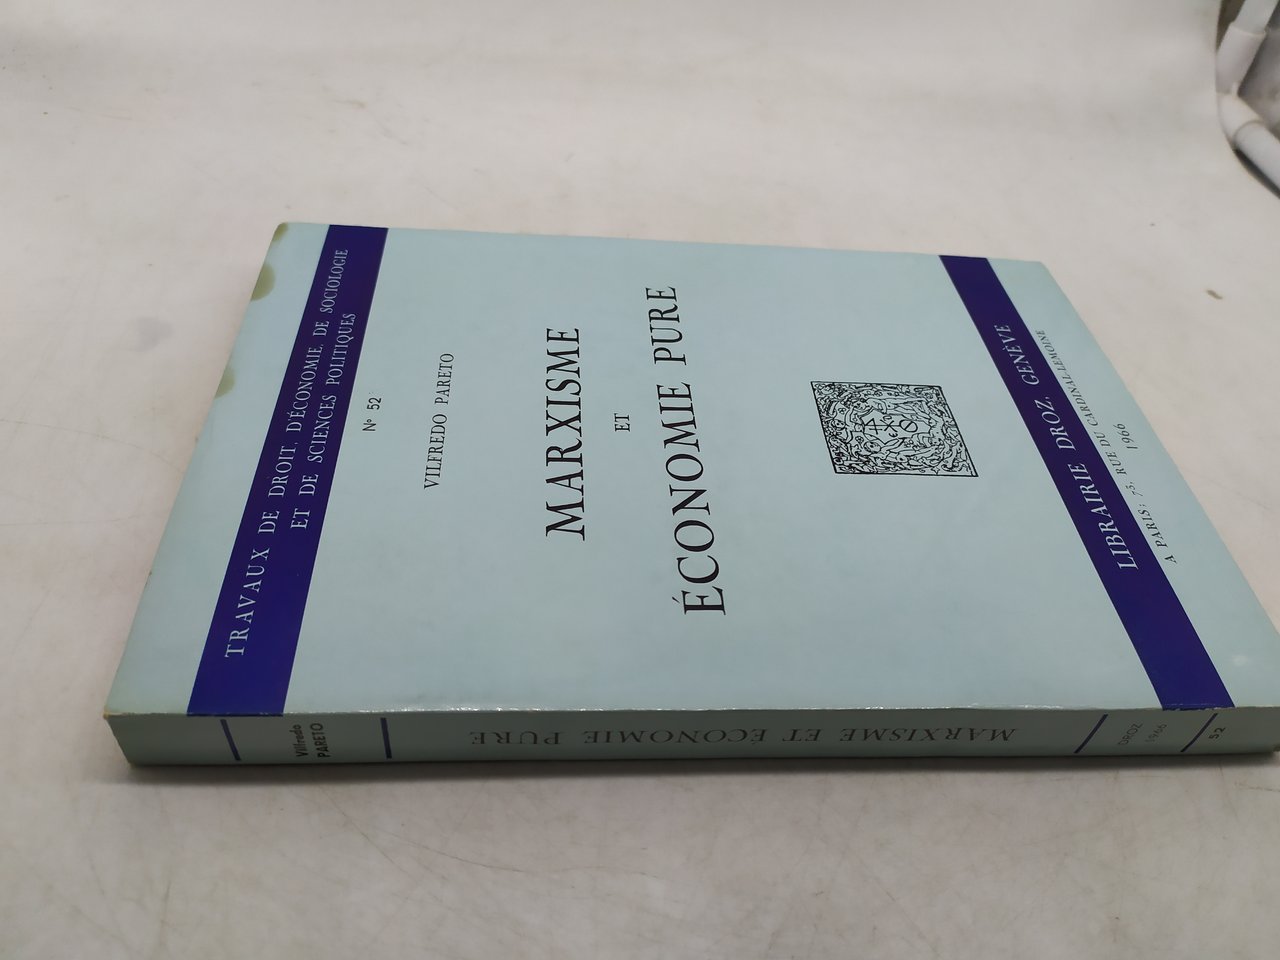 TRAVAUX DE DROIT, D'ÉCONOMIE, DE SOCIOLOGIE
ET DE SCIENCES POLITIQUES
N° 52
VILFREDO PARETO
MARXISME
ET
ÉCONOMIE PURE
LIBRAIRIE DROZ, GENÈVE
A PARIS: 73, RUE DU CARDINAL-LEMOINE
1966
Vilfredo
PARETO
MARXISME ET ÉCONOMIE PURE
DROZ
1966
52